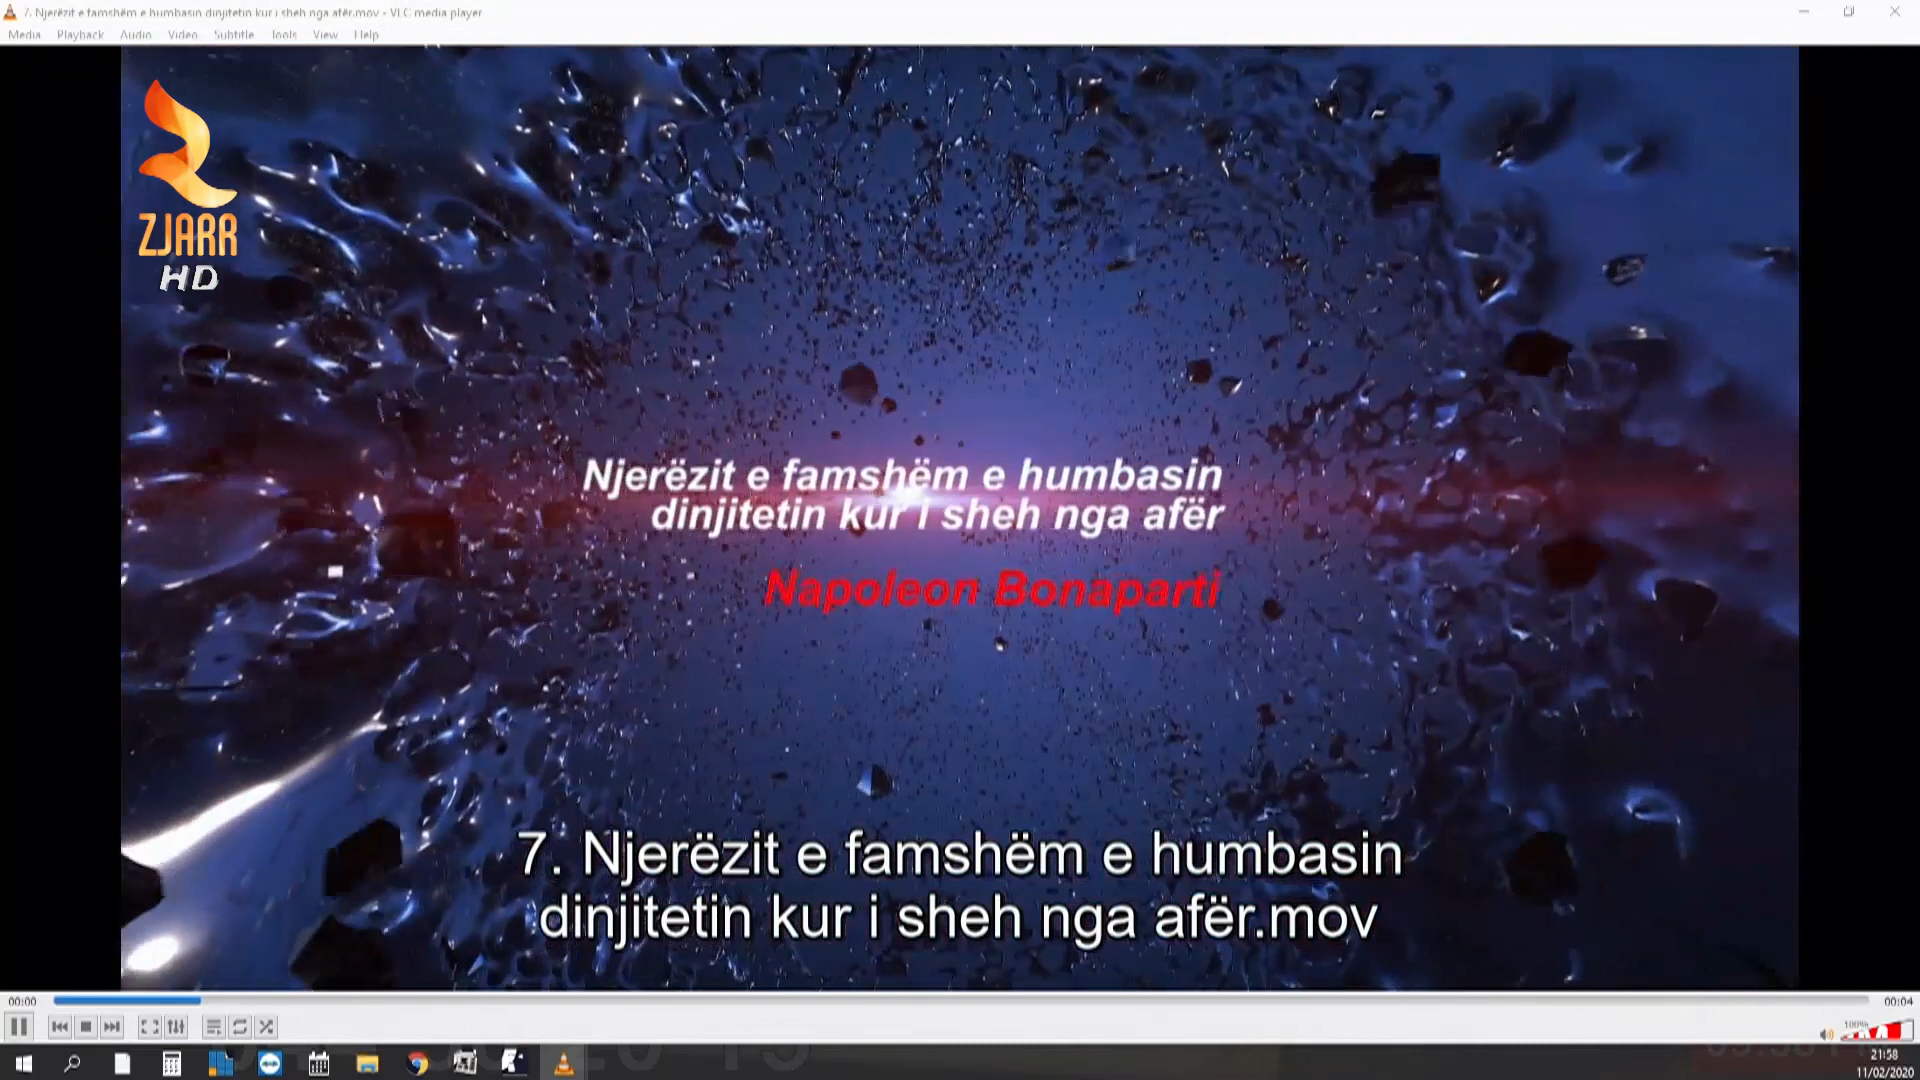 7. Njerëzit e famshëm e humbasin dinjitetin kur i sheh nga afër.mov - VLC media player
Media Playback Audio Video Subtitle Tools View Help
ZJARR
HD
Njerëzit e famshëm e humbasin
dinjitetin kur i sheh nga afër
Napoleon Bonaparti
7. Njerëzit e famshëm e humbasin
dinjitetin kur i sheh nga afër.mov
00:00
00:04
100%
21:58
11/02/2020